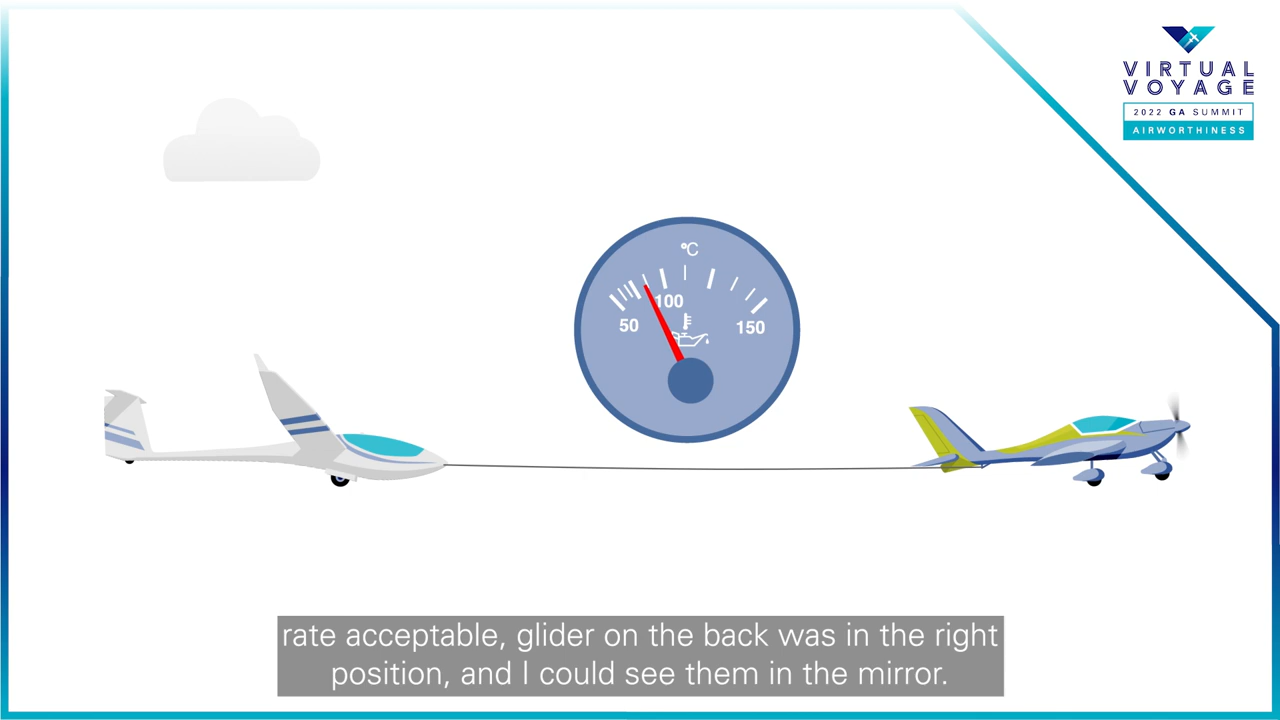 VIRTUAL
VOYAGE
2022 GA SUMMIT
AIRWORTHINESS
°C
100
50
150
rate acceptable, glider on the back was in the right
position, and I could see them in the mirror.